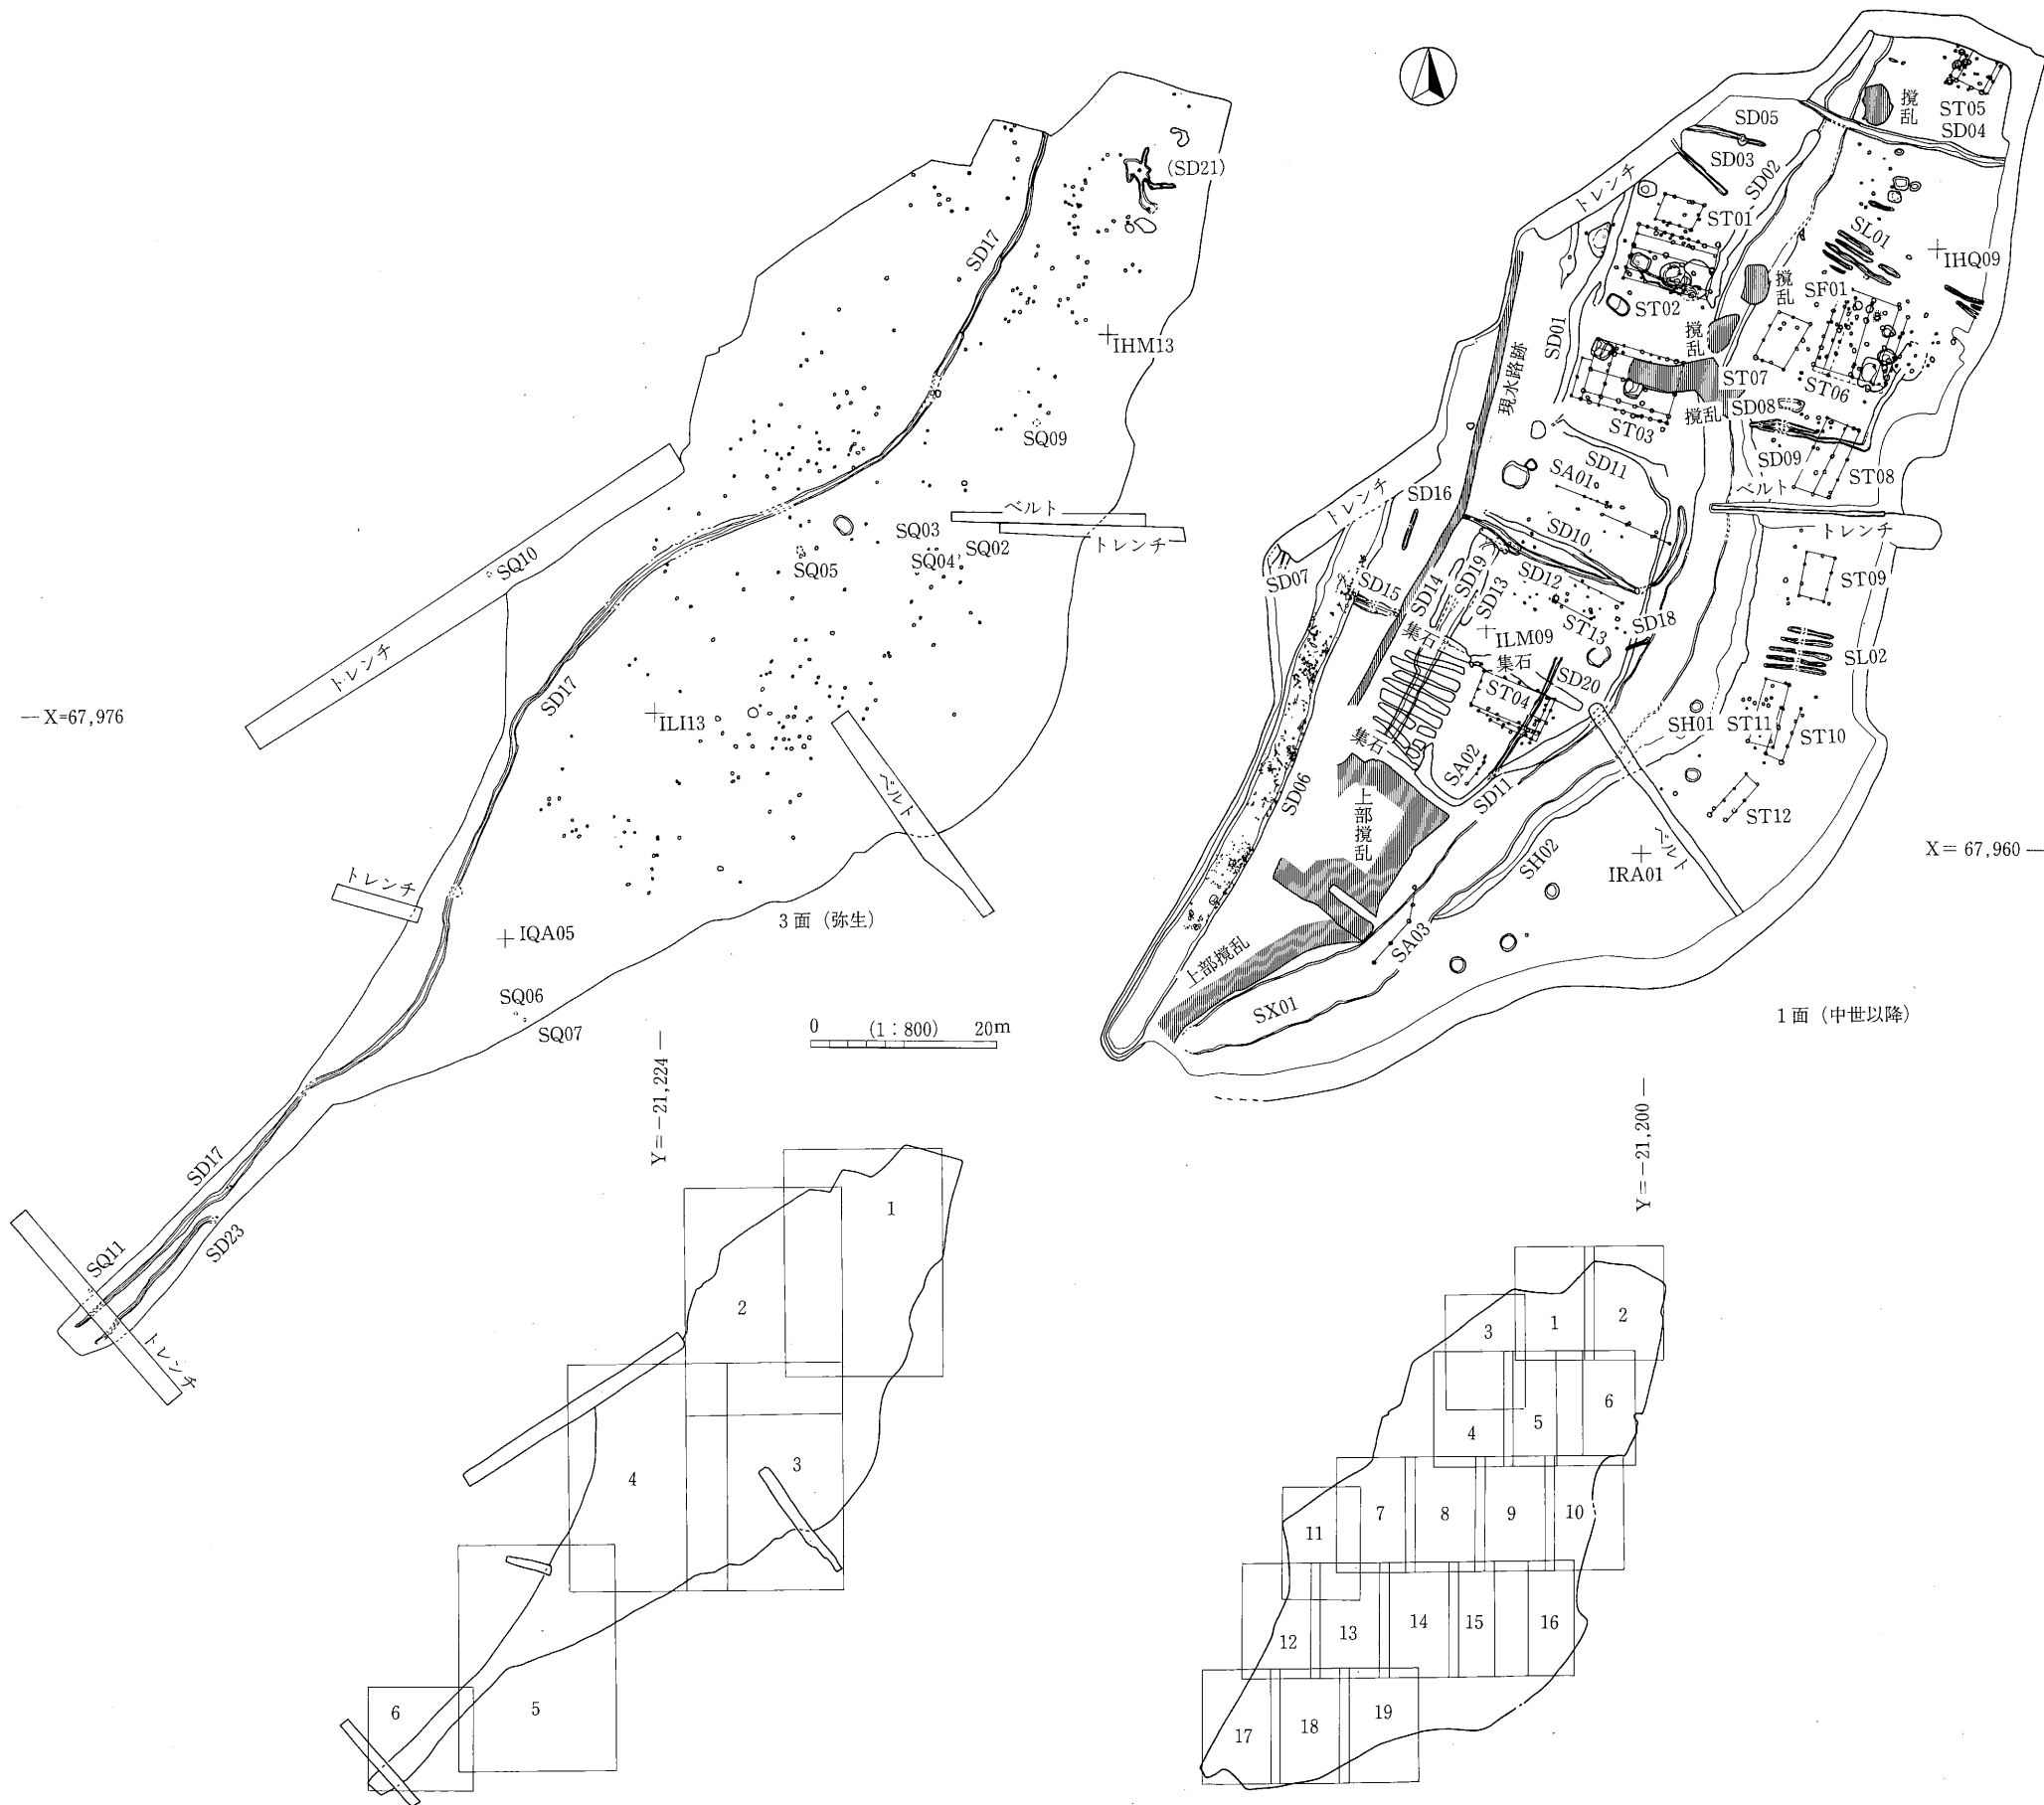 SD17
(SD21)
IHM13
SQ09
ベルト
トレンチ
SQ03
SQ04
SQ02
SQ05
SQ10
トレンチ
SD17
ILI13
X=67,976
ベルト
トレンチ
IQA05
3面（弥生）
SQ06
SQ07
0 (1：800) 20m
Y=-21,224
SD17
SD23
SQ11
トレンチ
1
2
3
4
5
6
撹乱
ST05
SD04
SD05
SD03
SD02
トレンチ
ST01
SL01
IHQ09
撹乱
SF01
ST02
撹乱
SD01
現水路跡
ST07
ST06
撹乱
SD08
ST03
SD09
ST08
SD11
SA01
ベルト
トレンチ
トレンチ
SD16
SD10
SD07
SD15
SD14
SD19
SD13
SD12
ST13
SD18
ST09
集石
ILM09
集石
SL02
SD20
ST04
SH01
ST11
ST10
集石
SA02
SD11
SD06
上部撹乱
ST12
ベルト
SH02
IRA01
X=67,960
SA03
上部撹乱
SX01
1面（中世以降）
Y=-21,200
1
2
3
4
5
6
7
8
9
10
11
12
13
14
15
16
17
18
19